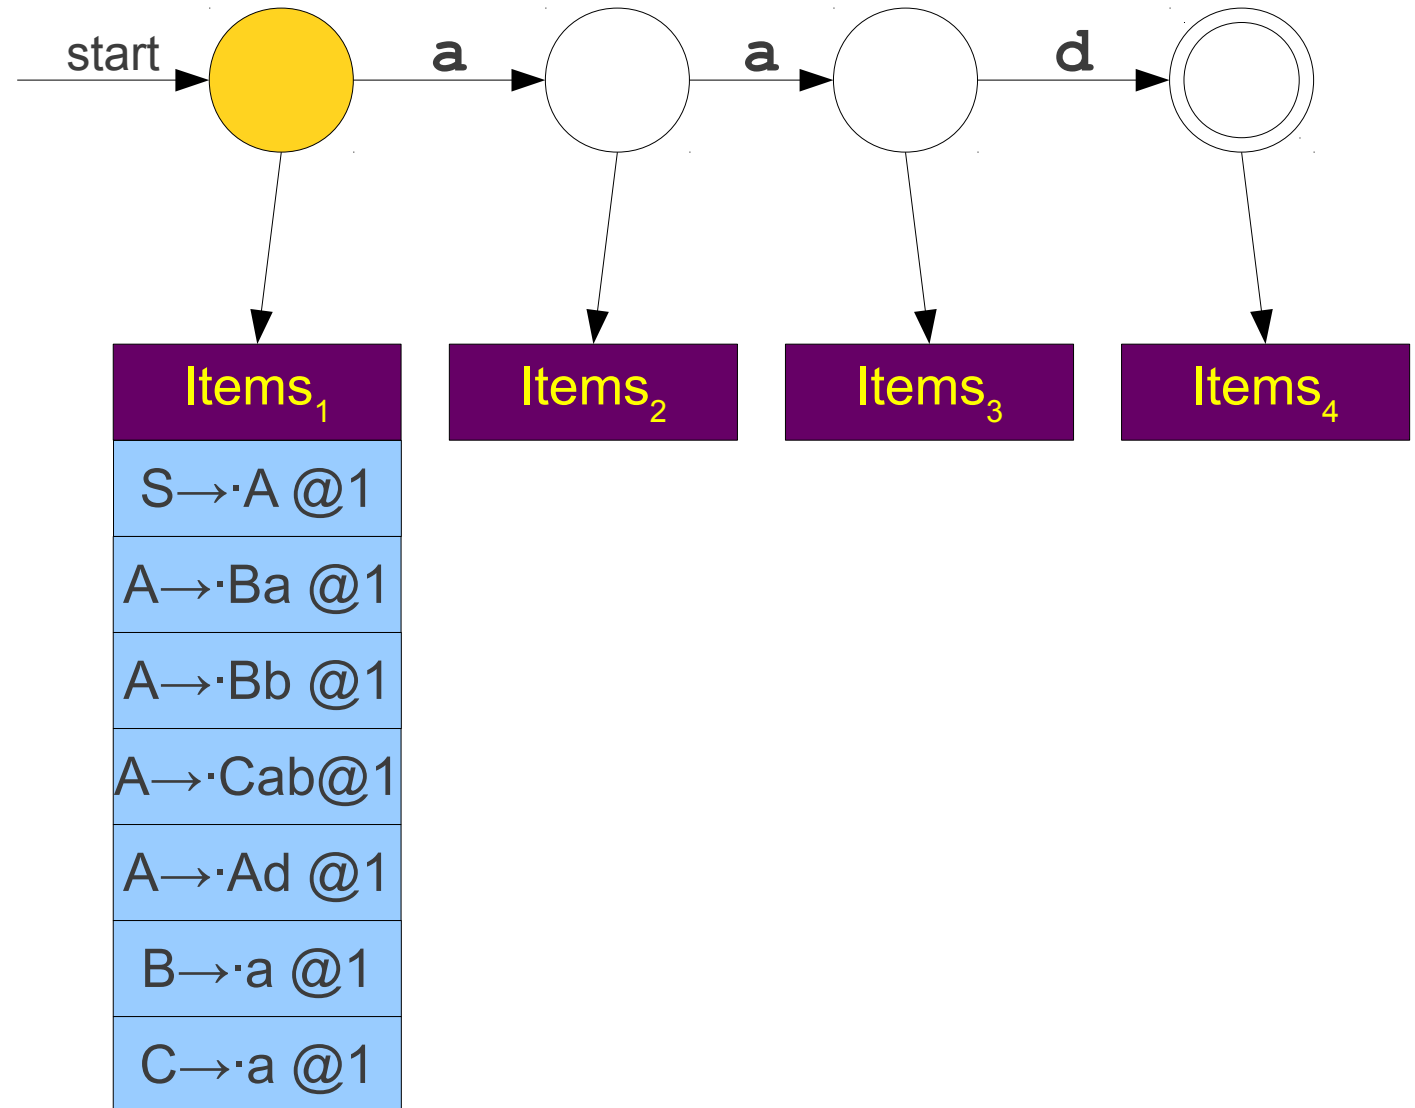 start a a d
Items₁ Items₂ Items₃ Items₄
S→·A @1
A→·Ba @1
A→·Bb @1
A→·Cab@1
A→·Ad @1
B→·a @1
C→·a @1